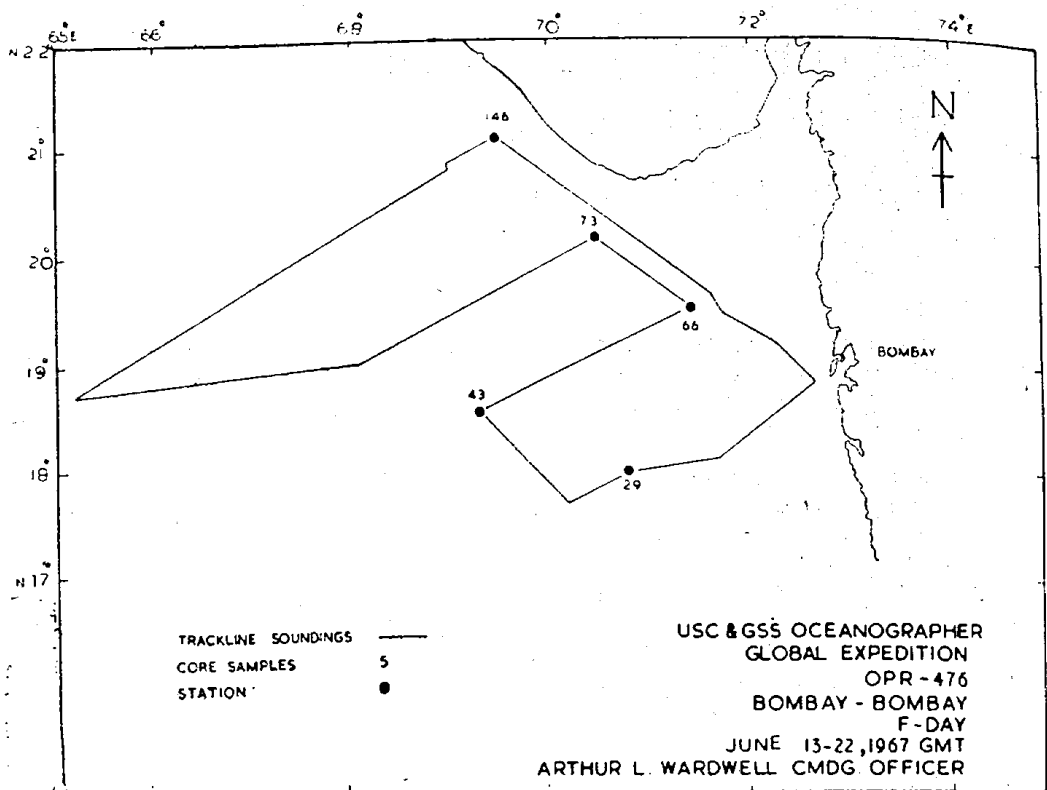 65°E 66° 68° 70° 72° 74°E
N 22
146
21°
73
20°
66
BOMBAY
19°
43
18°
29
N 17°
TRACKLINE SOUNDINGS
CORE SAMPLES 5
STATION
N
USC & GSS OCEANOGRAPHER
GLOBAL EXPEDITION
OPR-476
BOMBAY - BOMBAY
F-DAY
JUNE 13-22, 1967 GMT
ARTHUR L. WARDWELL CMDG OFFICER